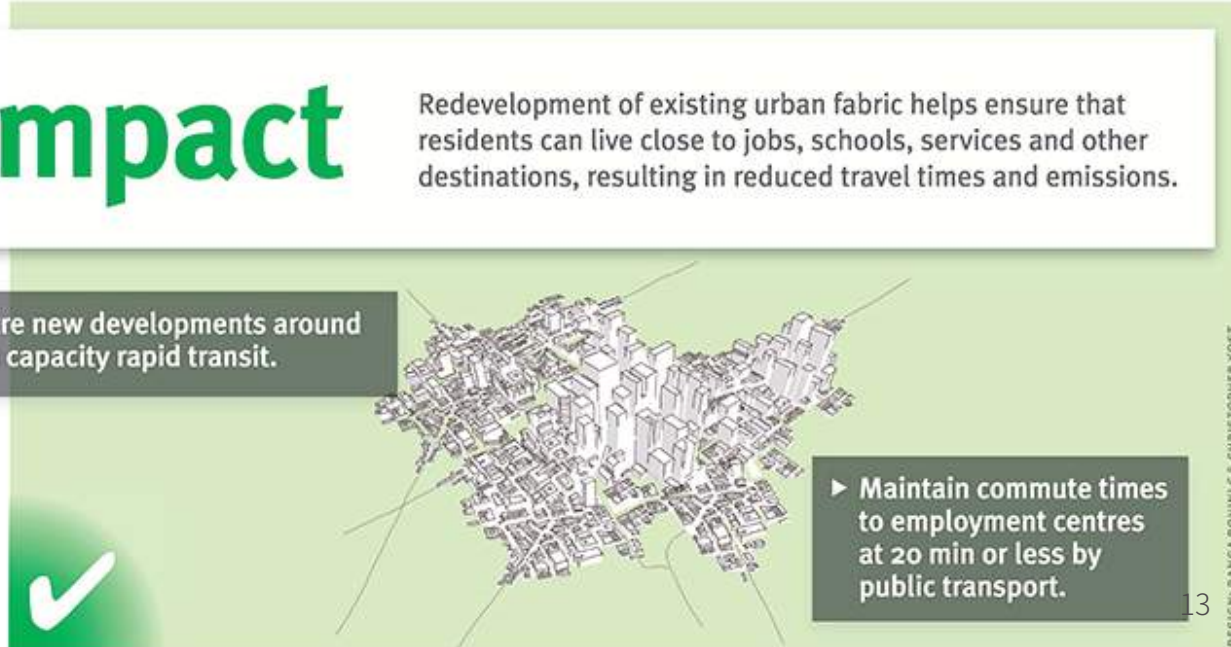 mpact
Redevelopment of existing urban fabric helps ensure that
residents can live close to jobs, schools, services and other
destinations, resulting in reduced travel times and emissions.
re new developments around
capacity rapid transit.
▶ Maintain commute times
to employment centres
at 20 min or less by
public transport.
13